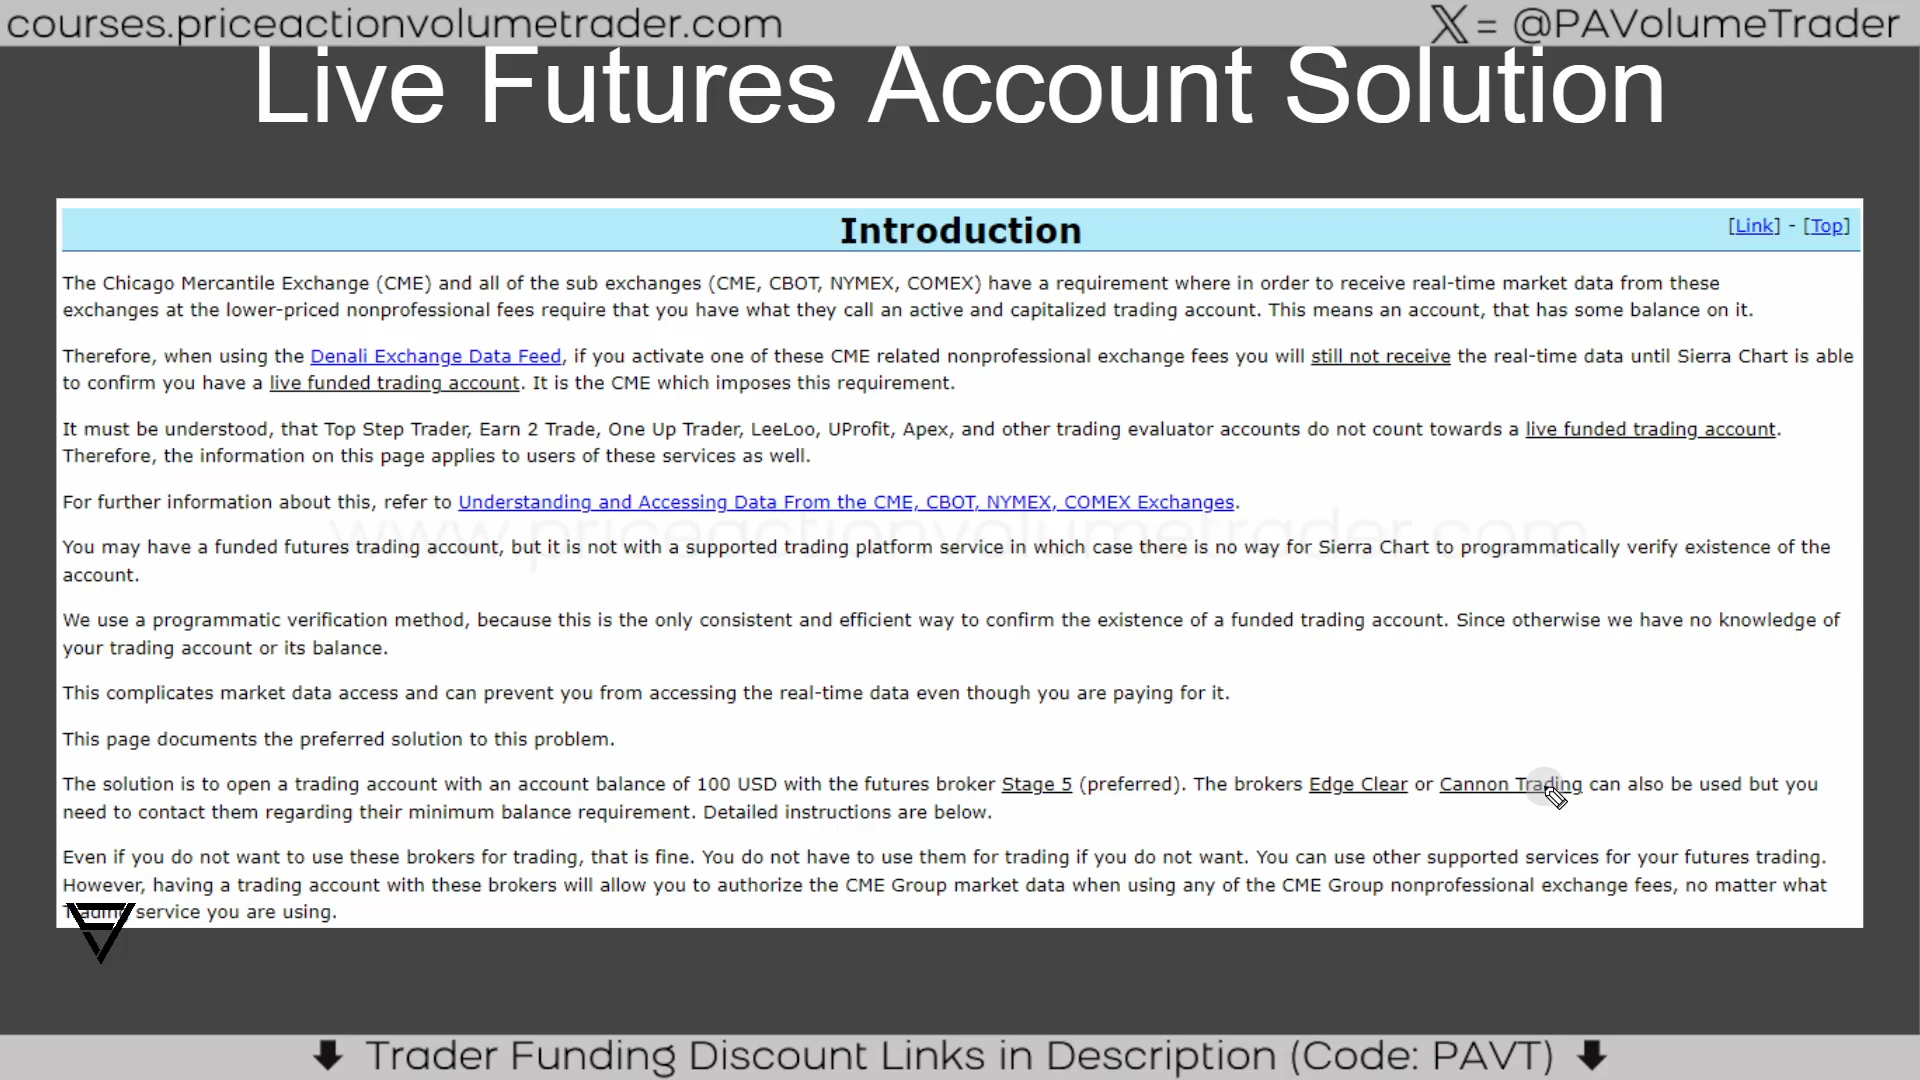 courses.priceactionvolumetrader.com
X = @PAVolumeTrader
Live Futures Account Solution
Introduction
[Link] - [Top]
The Chicago Mercantile Exchange (CME) and all of the sub exchanges (CME, CBOT, NYMEX, COMEX) have a requirement where in order to receive real-time market data from these
exchanges at the lower-priced nonprofessional fees require that you have what they call an active and capitalized trading account. This means an account, that has some balance on it.
Therefore, when using the Denali Exchange Data Feed, if you activate one of these CME related nonprofessional exchange fees you will still not receive the real-time data until Sierra Chart is able
to confirm you have a live funded trading account. It is the CME which imposes this requirement.
It must be understood, that Top Step Trader, Earn 2 Trade, One Up Trader, LeeLoo, UProfit, Apex, and other trading evaluator accounts do not count towards a live funded trading account.
Therefore, the information on this page applies to users of these services as well.
For further information about this, refer to Understanding and Accessing Data From the CME, CBOT, NYMEX, COMEX Exchanges.
www.priceactionvolumetrader.com
You may have a funded futures trading account, but it is not with a supported trading platform service in which case there is no way for Sierra Chart to programmatically verify existence of the
account.
We use a programmatic verification method, because this is the only consistent and efficient way to confirm the existence of a funded trading account. Since otherwise we have no knowledge of
your trading account or its balance.
This complicates market data access and can prevent you from accessing the real-time data even though you are paying for it.
This page documents the preferred solution to this problem.
The solution is to open a trading account with an account balance of 100 USD with the futures broker Stage 5 (preferred). The brokers Edge Clear or Cannon Trading can also be used but you
need to contact them regarding their minimum balance requirement. Detailed instructions are below.
Even if you do not want to use these brokers for trading, that is fine. You do not have to use them for trading if you do not want. You can use other supported services for your futures trading.
However, having a trading account with these brokers will allow you to authorize the CME Group market data when using any of the CME Group nonprofessional exchange fees, no matter what
Trading service you are using.
Trader Funding Discount Links in Description (Code: PAVT)